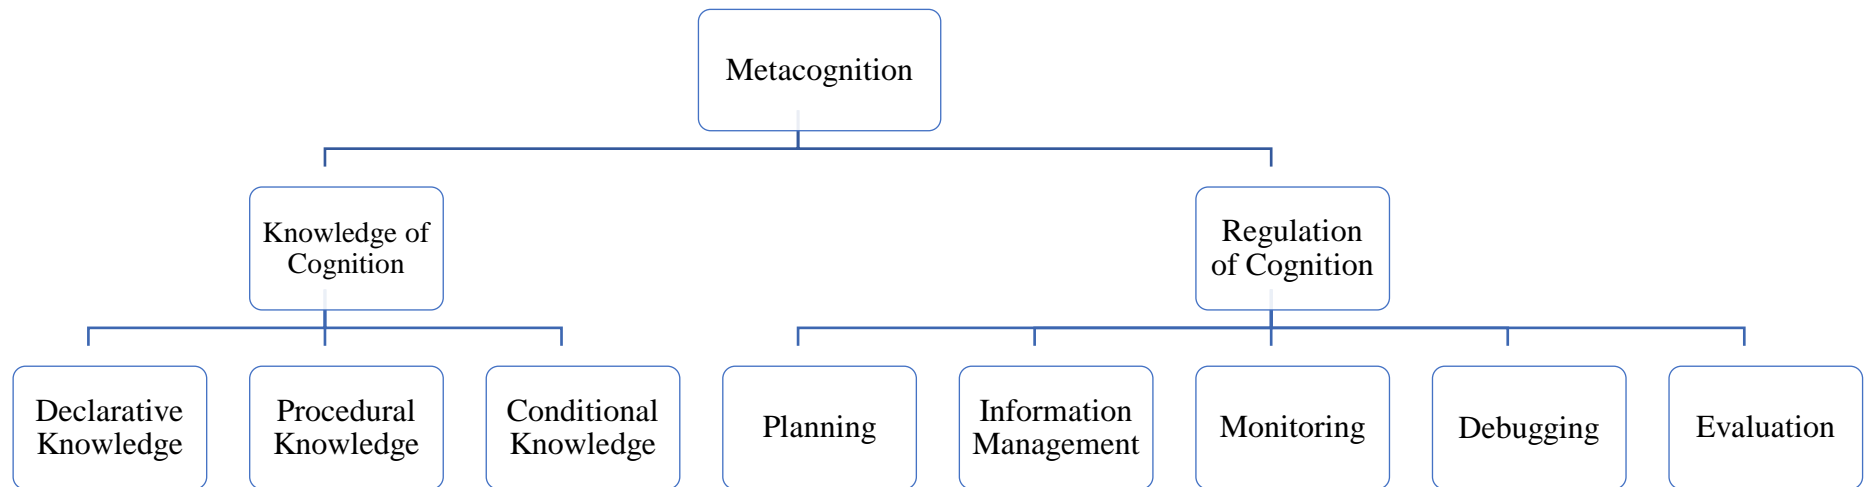 Metacognition
Knowledge of
Cognition
Regulation
of Cognition
Declarative
Knowledge
Procedural
Knowledge
Conditional
Knowledge
Planning
Information
Management
Monitoring
Debugging
Evaluation